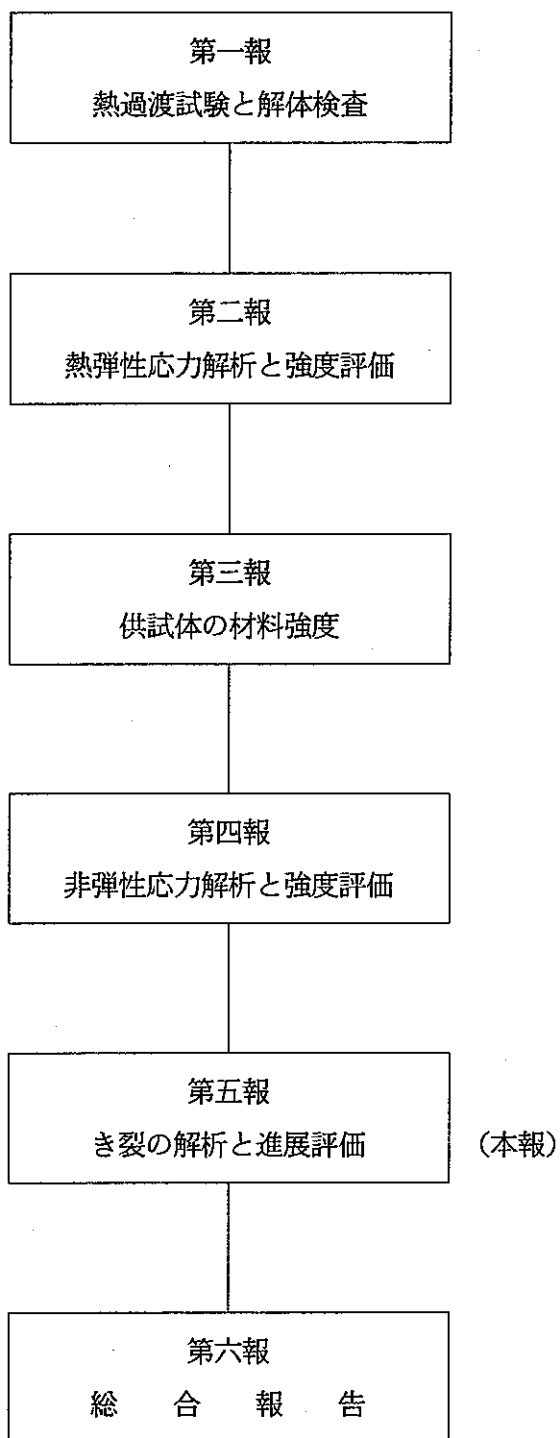 第一報
熱過渡試験と解体検査
第二報
熱弾性応力解析と強度評価
第三報
供試体の材料強度
第四報
非弾性応力解析と強度評価
第五報
き裂の解析と進展評価 (本報)
第六報
総合報告